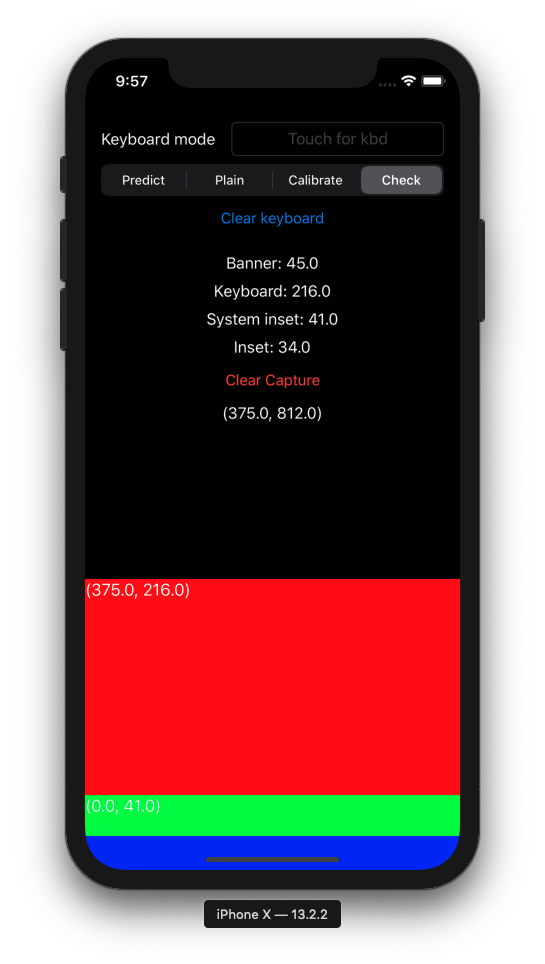 9:57
Keyboard mode Touch for kbd
Predict Plain Calibrate Check
Clear keyboard
Banner: 45.0
Keyboard: 216.0
System inset: 41.0
Inset: 34.0
Clear Capture
(375.0, 812.0)
(375.0, 216.0)
(0.0, 41.0)
iPhone X — 13.2.2